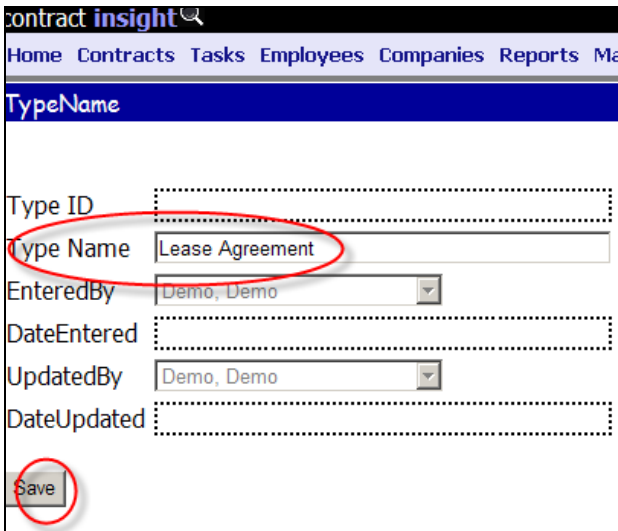 contract insight
Home Contracts Tasks Employees Companies Reports Ma
TypeName
Type ID
Type Name Lease Agreement
EnteredBy Demo, Demo
DateEntered
UpdatedBy Demo, Demo
DateUpdated
Save